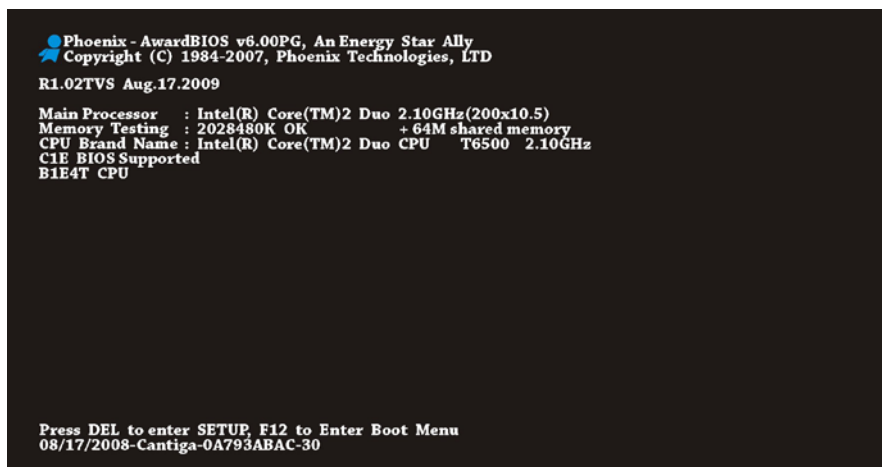 Phoenix - AwardBIOS v6.00PG, An Energy Star Ally
Copyright (C) 1984-2007, Phoenix Technologies, LTD
R1.02TVS Aug.17.2009
Main Processor : Intel(R) Core(TM)2 Duo 2.10GHz(200x10.5)
Memory Testing : 2028480K OK + 64M shared memory
CPU Brand Name : Intel(R) Core(TM)2 Duo CPU T6500 2.10GHz
C1E BIOS Supported
B1E4T CPU
Press DEL to enter SETUP, F12 to Enter Boot Menu
08/17/2008-Cantiga-0A793ABAC-30